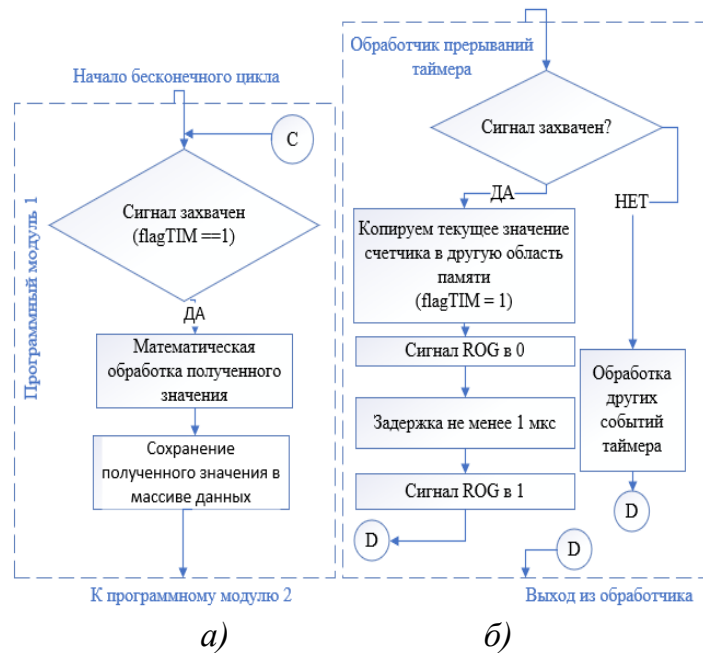 Начало бесконечного цикла
C
Программный модуль 1
Сигнал захвачен
(flagTIM ==1)
ДА
Математическая
обработка полученного
значения
Сохранение
полученного значения в
массиве данных
К программному модулю 2
а)
Обработчик прерываний
таймера
Сигнал захвачен?
ДА
НЕТ
Копируем текущее значение
счетчика в другую область
памяти
(flagTIM = 1)
Сигнал ROG в 0
Задержка не менее 1 мкс
Сигнал ROG в 1
D
Обработка
других
событий
таймера
D
D
Выход из обработчика
б)